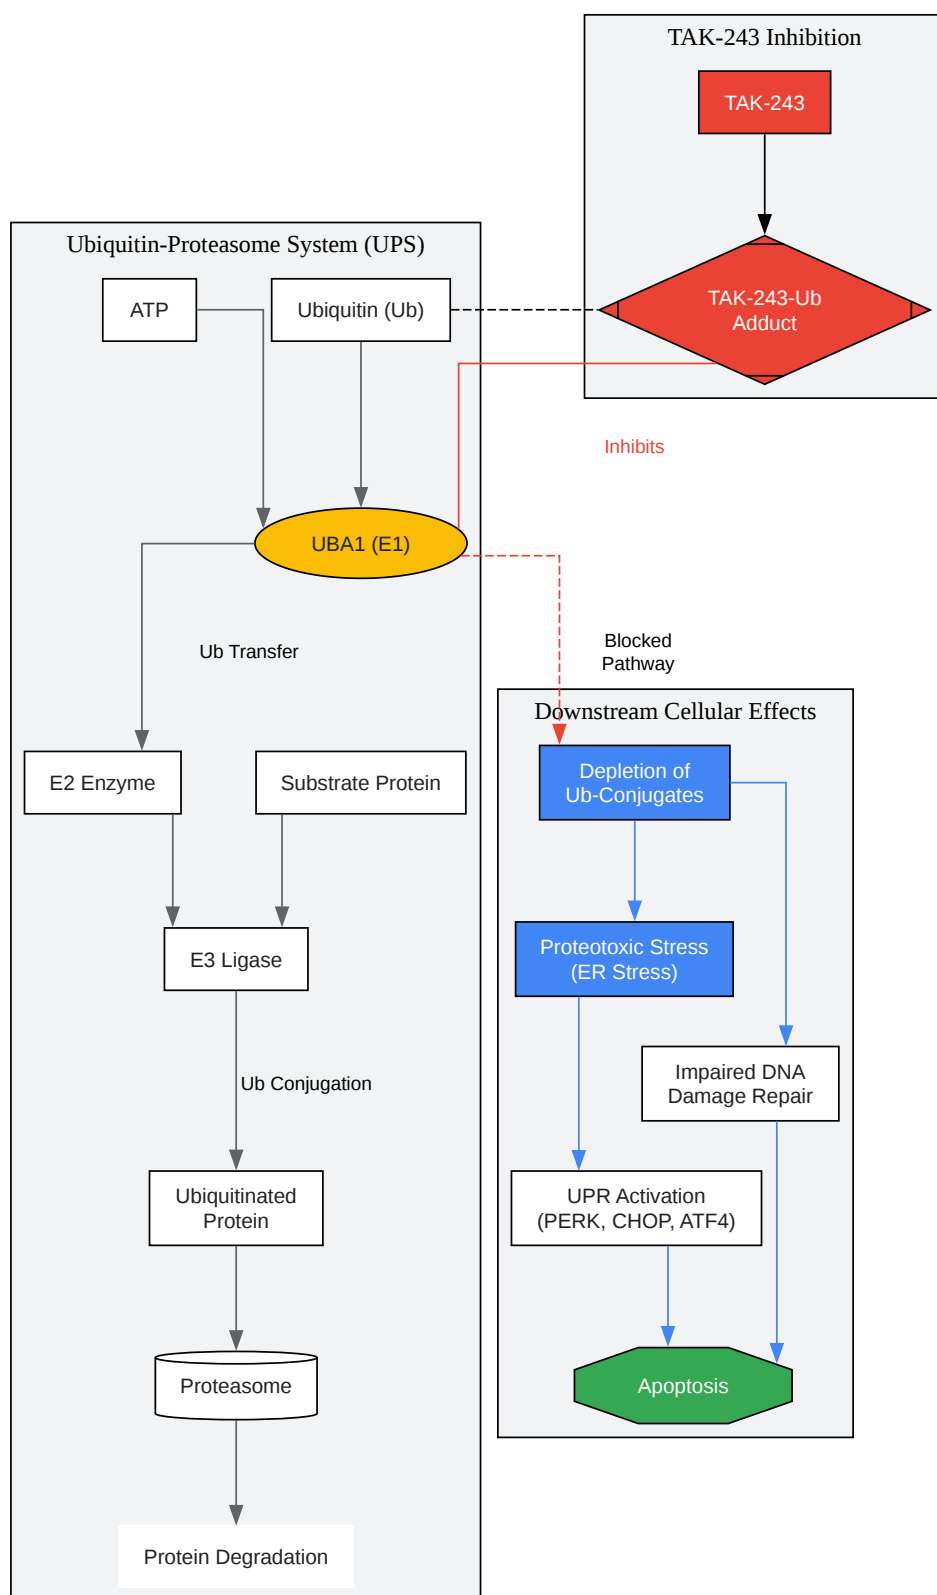 TAK-243 Inhibition
TAK-243
TAK-243-Ub
Adduct
Inhibits
Ubiquitin-Proteasome System (UPS)
ATP
Ubiquitin (Ub)
UBA1 (E1)
Ub Transfer
E2 Enzyme
Substrate Protein
E3 Ligase
Ub Conjugation
Ubiquitinated
Protein
Proteasome
Protein Degradation
Blocked
Pathway
Downstream Cellular Effects
Depletion of
Ub-Conjugates
Proteotoxic Stress
(ER Stress)
Impaired DNA
Damage Repair
UPR Activation
(PERK, CHOP, ATF4)
Apoptosis